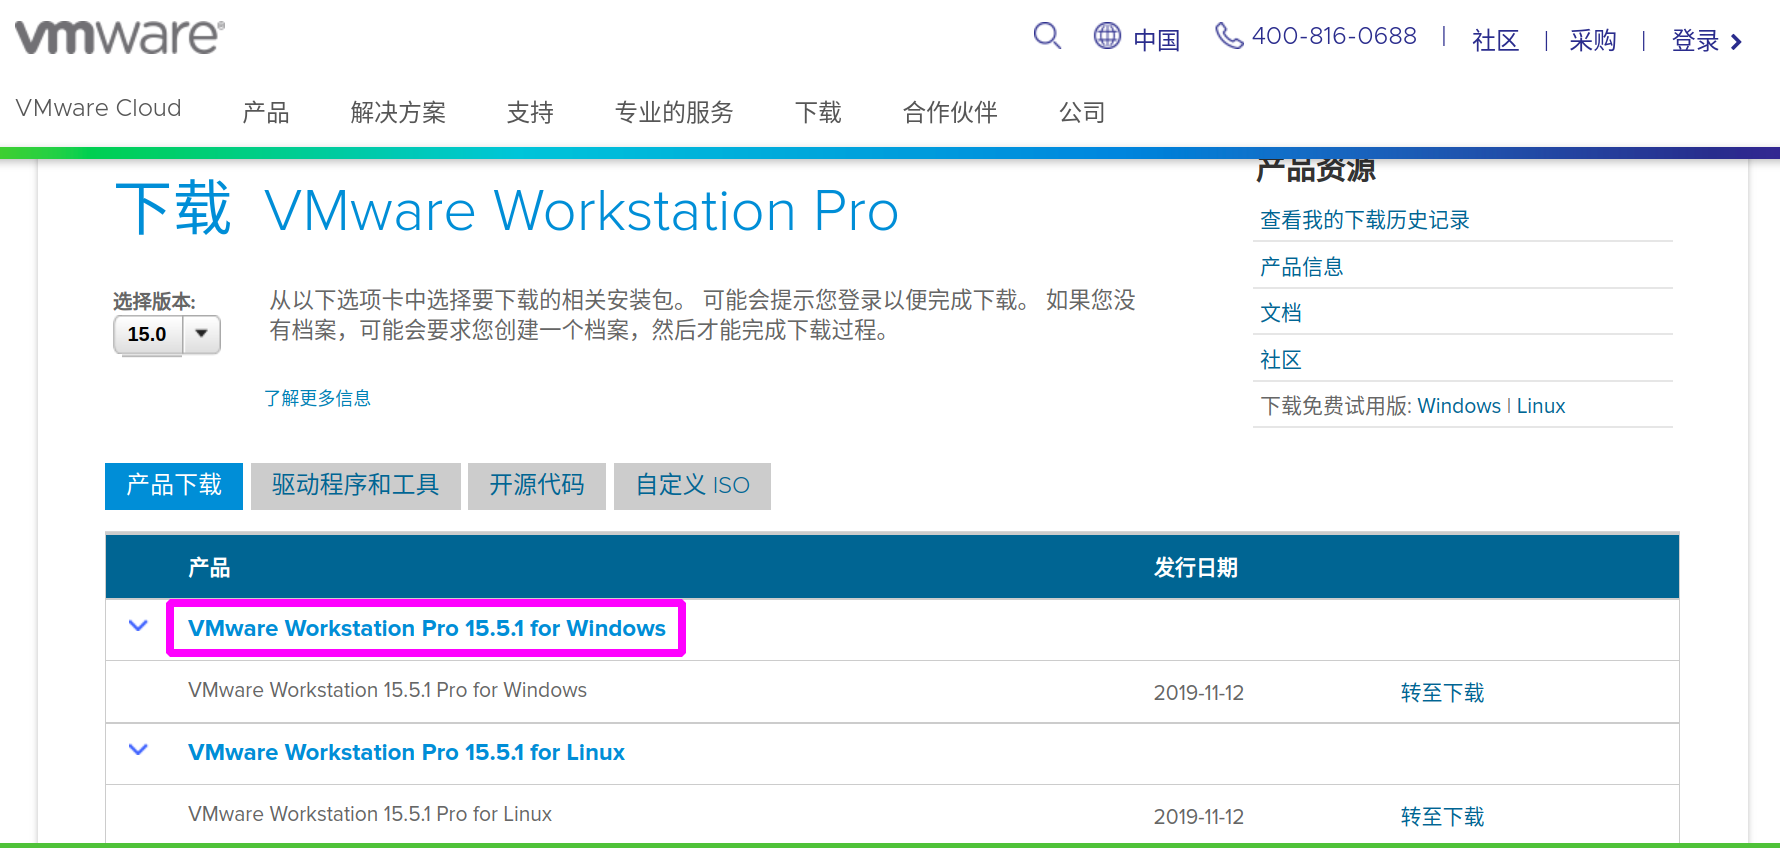 vmware®
中国
400-816-0688 | 社区 | 采购 | 登录
VMware Cloud 产品 解决方案 支持 专业的服务 下载 合作伙伴 公司
下载 VMware Workstation Pro
选择版本:
15.0
从以下选项卡中选择要下载的相关安装包。 可能会提示您登录以便完成下载。 如果您没
有档案，可能会要求您创建一个档案，然后才能完成下载过程。
了解更多信息
产品资源
查看我的下载历史记录
产品信息
文档
社区
下载免费试用版: Windows | Linux
产品下载 驱动程序和工具 开源代码 自定义 ISO
产品 发行日期
VMware Workstation Pro 15.5.1 for Windows
VMware Workstation 15.5.1 Pro for Windows 2019-11-12 转至下载
VMware Workstation Pro 15.5.1 for Linux
VMware Workstation 15.5.1 Pro for Linux 2019-11-12 转至下载